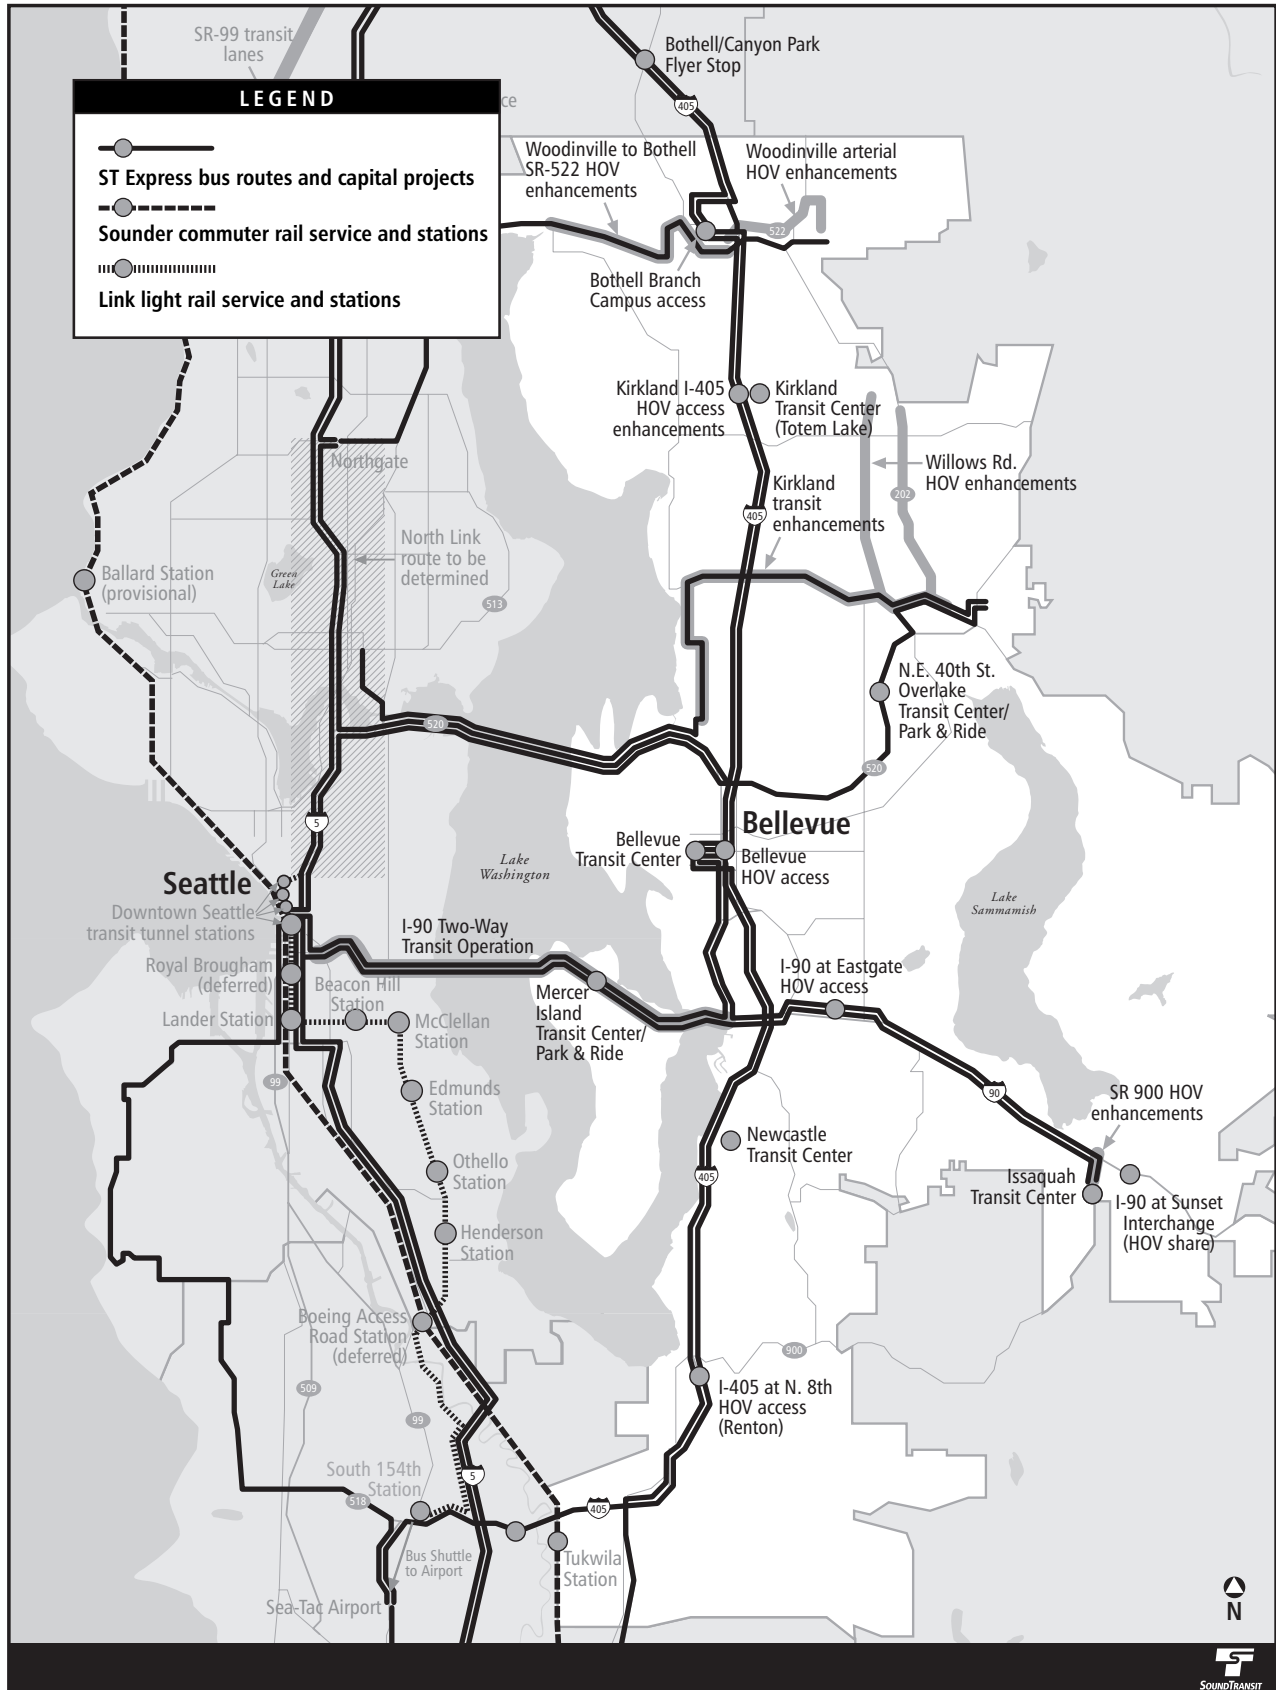 SR-99 transit
lanes
Bothell/Canyon Park
Flyer Stop
405
LEGEND
ce
ST Express bus routes and capital projects
Sounder commuter rail service and stations
Link light rail service and stations
Woodinville to Bothell
SR-522 HOV
enhancements
Woodinville arterial
HOV enhancements
522
Bothell Branch
Campus access
Kirkland I-405
HOV access
enhancements
Kirkland
Transit Center
(Totem Lake)
Northgate
Willows Rd.
HOV enhancements
202
Kirkland
transit
enhancements
405
North Link
route to be
determined
Green
Lake
Ballard Station
(provisional)
513
N.E. 40th St.
Overlake
Transit Center/
Park & Ride
520
520
5
Bellevue
Bellevue
Transit Center
Bellevue
HOV access
Lake
Washington
Seattle
Downtown Seattle
transit tunnel stations
Lake
Sammamish
I-90 Two-Way
Transit Operation
Royal Brougham
(deferred)
Beacon Hill
Station
I-90 at Eastgate
HOV access
Mercer
Island
Transit Center/
Park & Ride
Lander Station
McClellan
Station
99
Edmunds
Station
90
SR 900 HOV
enhancements
Newcastle
Transit Center
Othello
Station
405
Issaquah
Transit Center
I-90 at Sunset
Interchange
(HOV share)
Henderson
Station
Boeing Access
Road Station
(deferred)
900
509
I-405 at N. 8th
HOV access
(Renton)
99
South 154th
Station
5
518
405
Bus Shuttle
to Airport
Tukwila
Station
Sea-Tac Airport
N
SOUNDTRANSIT